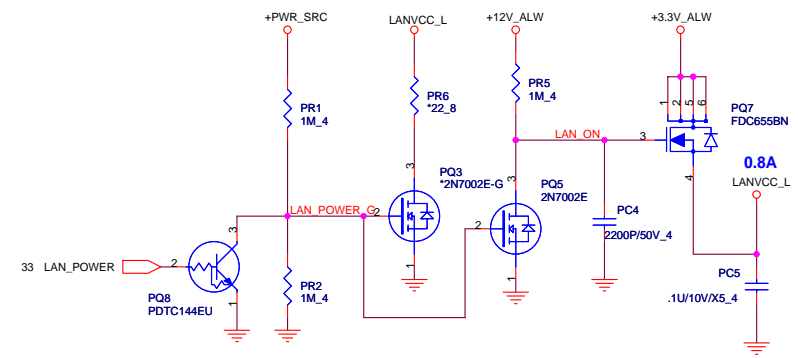 +PWR_SRC
LANVCC_L
+12V_ALW
+3.3V_ALW
PR1
1M_4
PR6
*22_8
PR5
1M_4
1
2
5
6
PQ7
FDC655BN
3
LAN_ON
3
4
0.8A
LANVCC_L
3
PQ3
*2N7002E-G
PQ5
2N7002E
3
LAN_POWER_G
2
2
1
1
PC4
2200P/50V_4
33 LAN_POWER
2
3
1
PQ8
PDTC144EU
PR2
1M_4
PC5
.1U/10V/X5_4